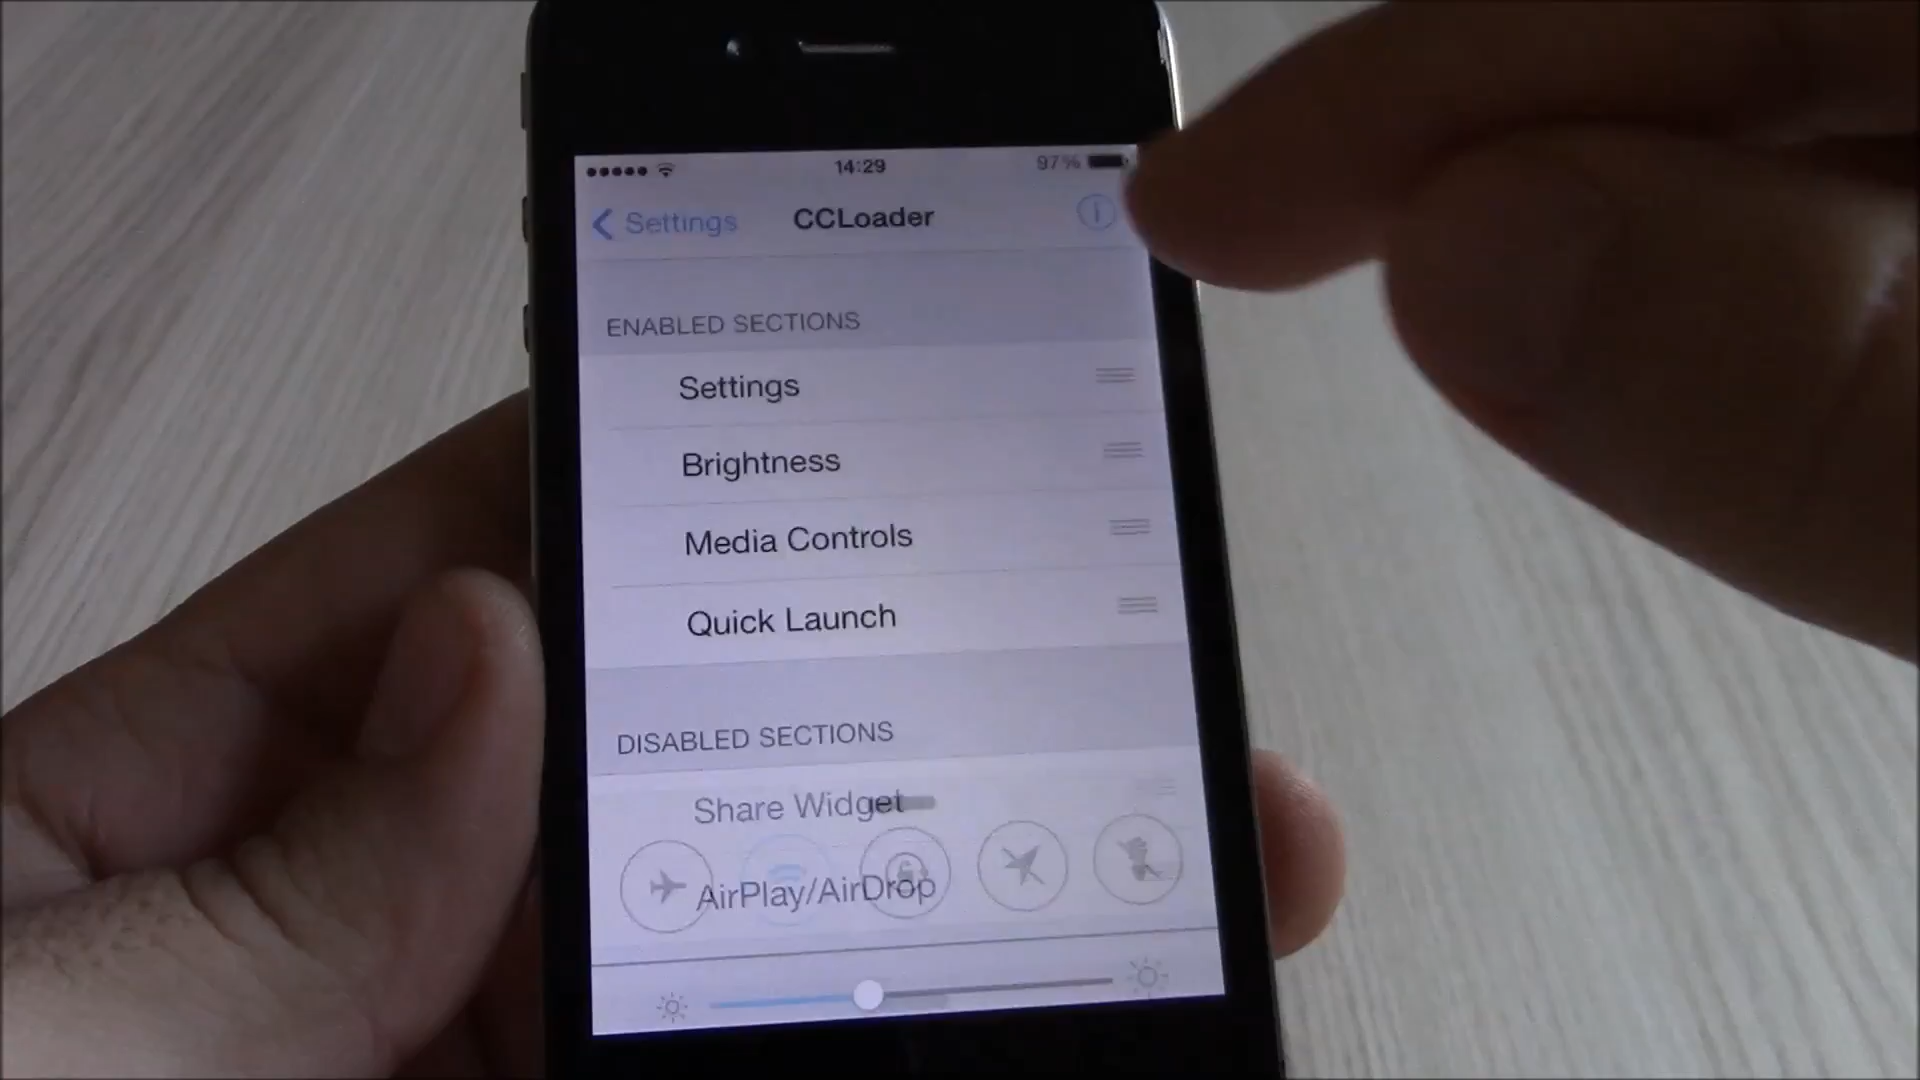 14:29
97%
Settings
CCLoader
ENABLED SECTIONS
Settings
Brightness
Media Controls
Quick Launch
DISABLED SECTIONS
Share Widget
AirPlay/AirDrop